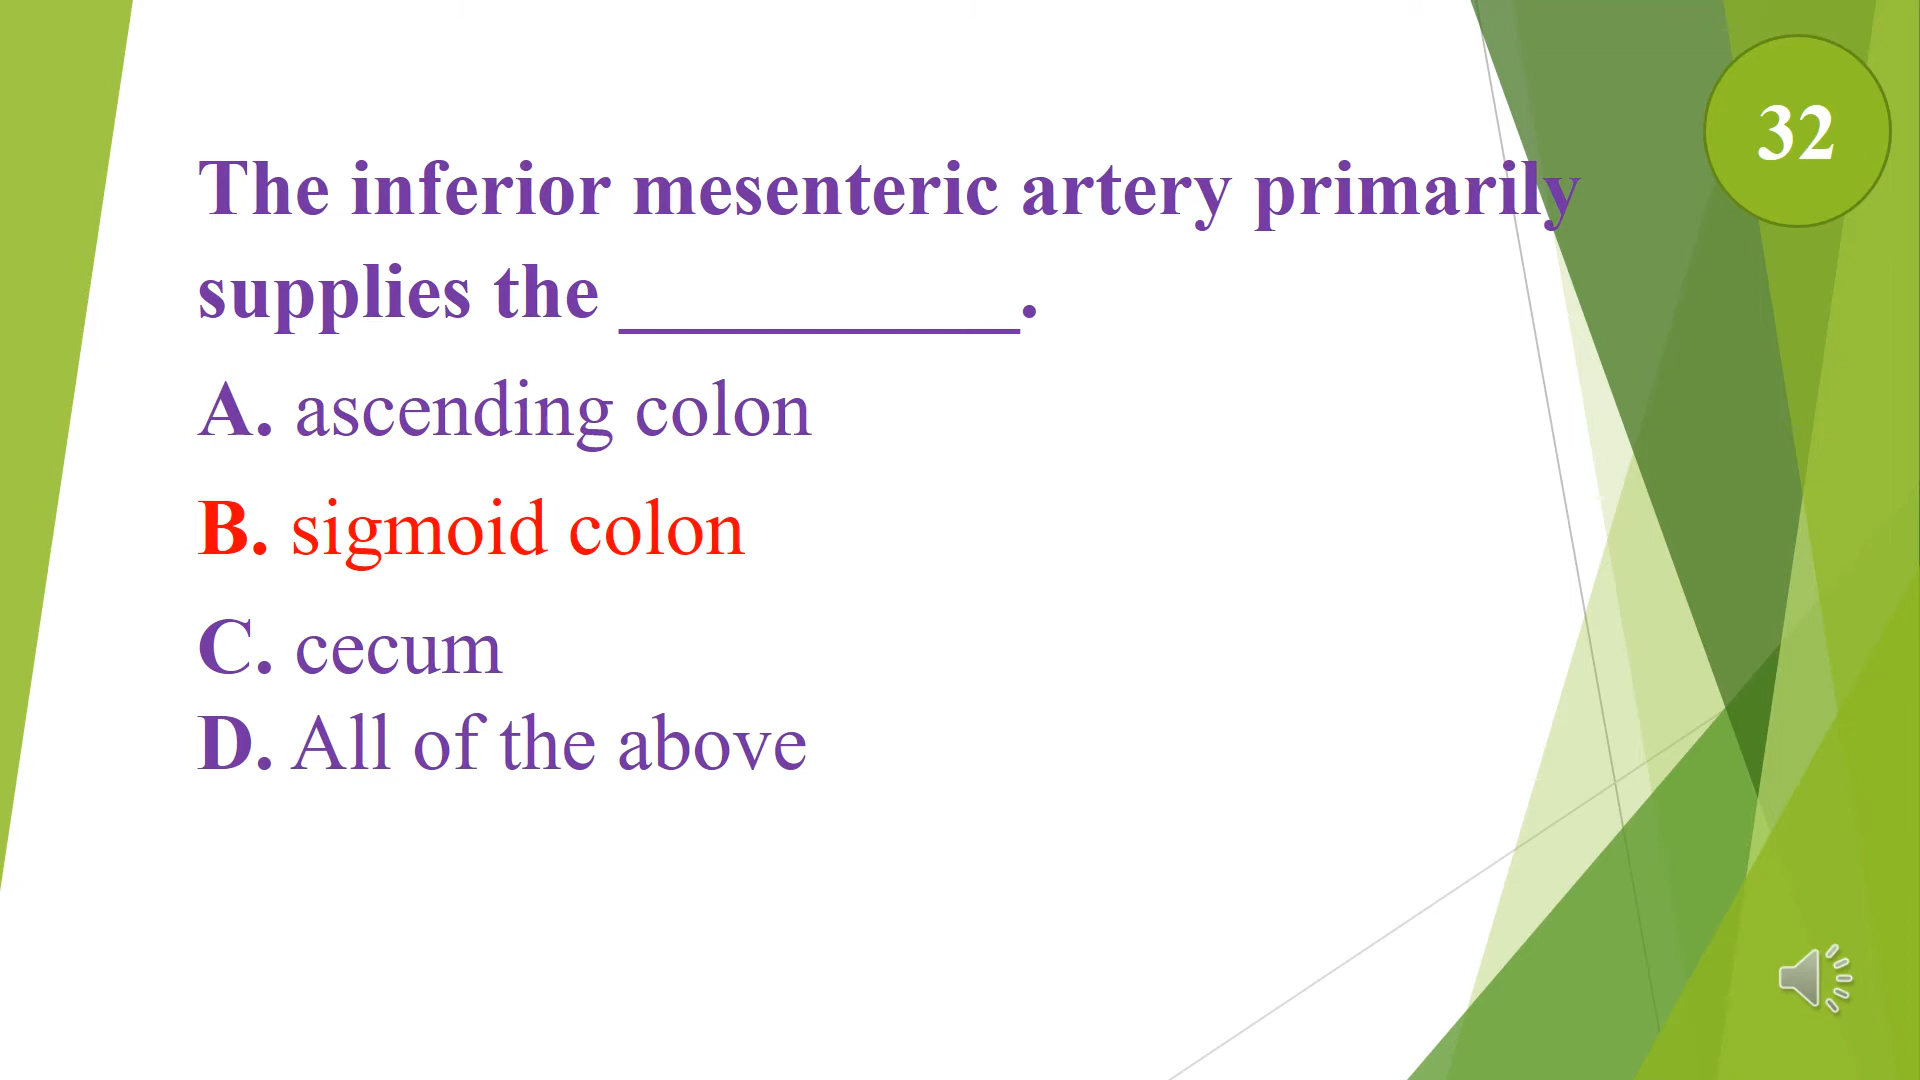 32
The inferior mesenteric artery primarily
supplies the __________.
A. ascending colon
B. sigmoid colon
C. cecum
D. All of the above